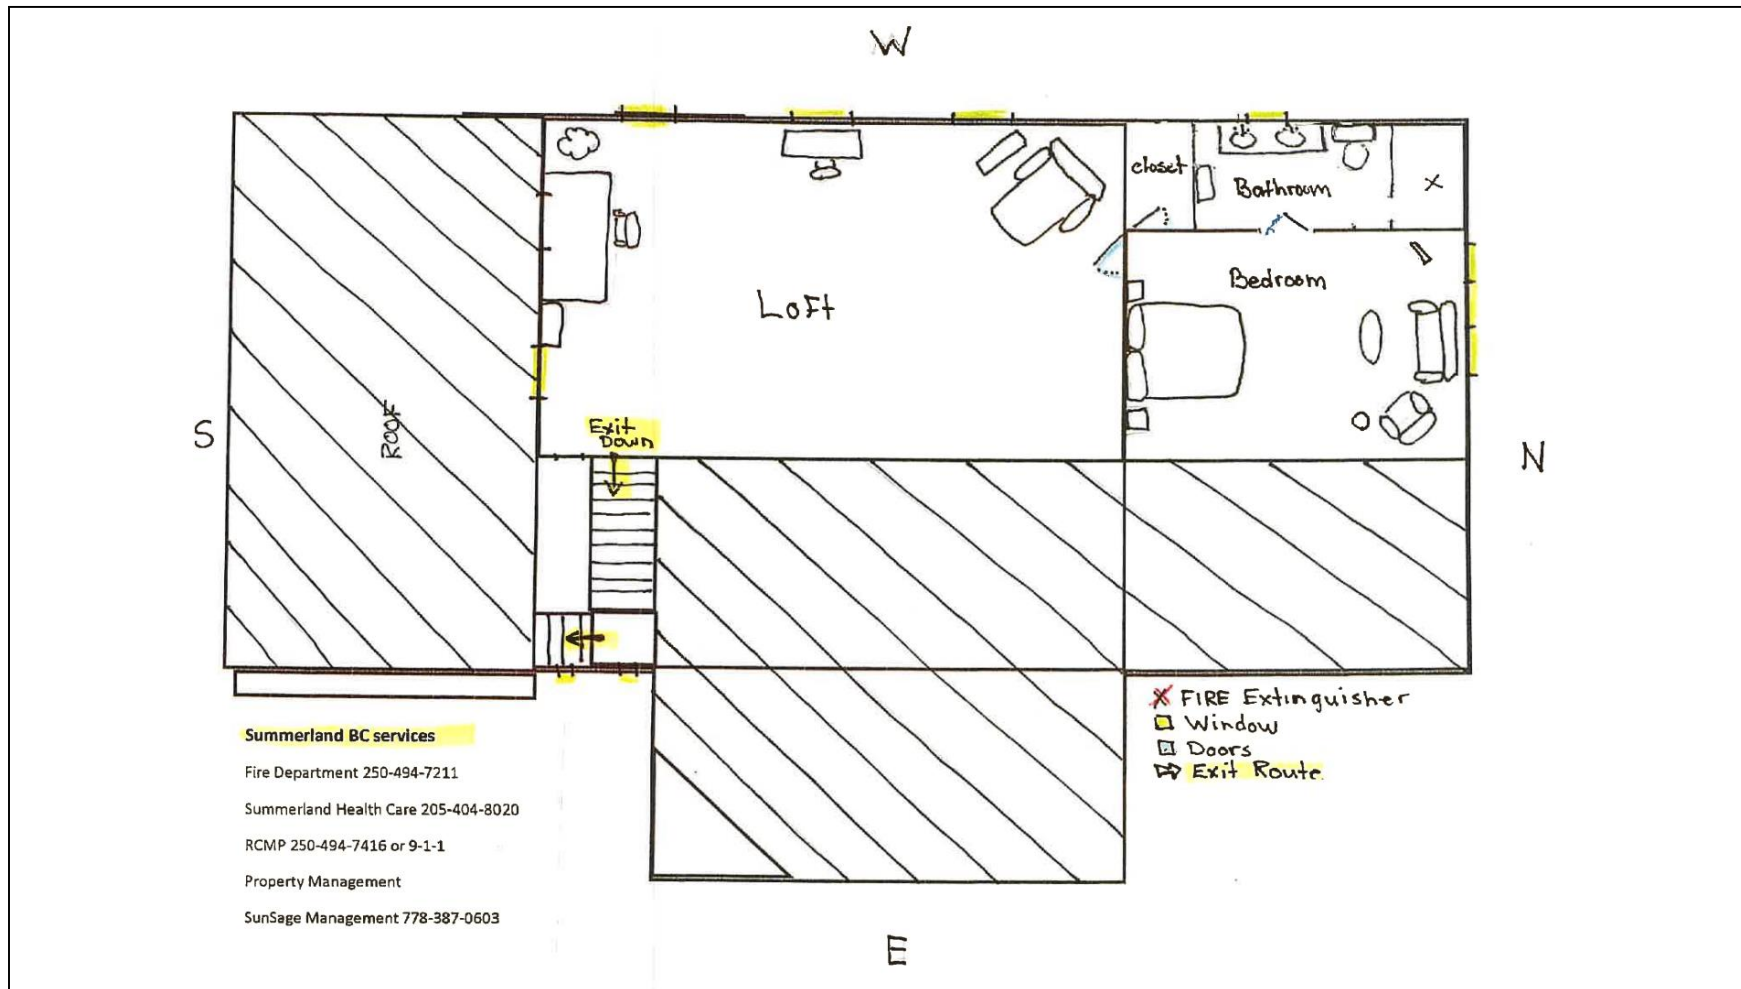 W
closet
Bathroom
Bedroom
LOFt
S
ROOF
Exit
DOWN
N
X FIRE Extinguisher
Window
Doors
Exit Route
Summerland BC services
Fire Department 250-494-7211
Summerland Health Care 205-404-8020
RCMP 250-494-7416 or 9-1-1
Property Management
SunSage Management 778-387-0603
E